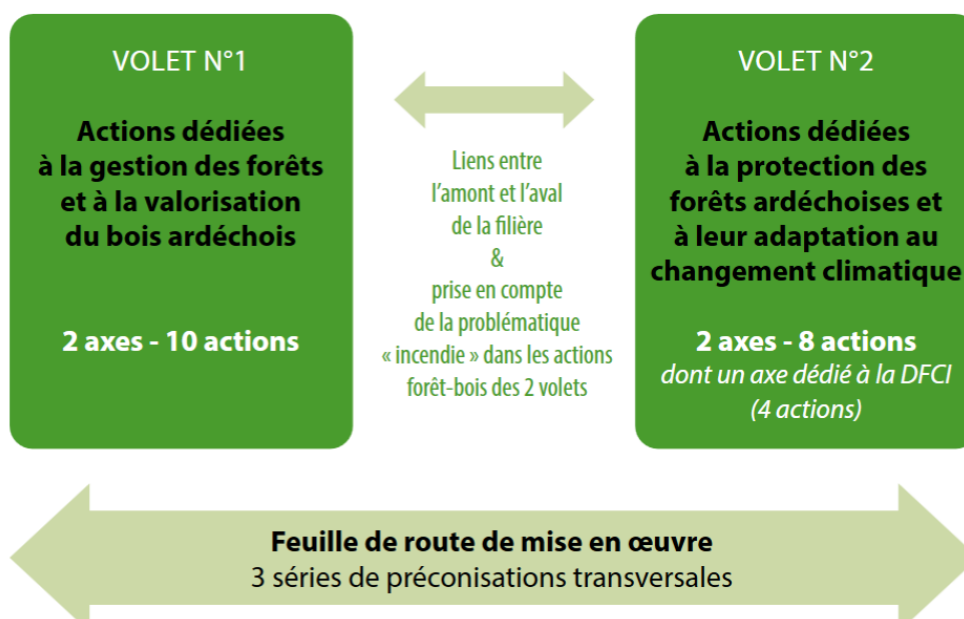 VOLET N°1
Actions dédiées
à la gestion des forêts
et à la valorisation
du bois ardéchois
2 axes - 10 actions
Liens entre
l'amont et l'aval
de la filière
&
prise en compte
de la problématique
« incendie » dans les actions
forêt-bois des 2 volets
VOLET N°2
Actions dédiées
à la protection des
forêts ardéchoises et
à leur adaptation au
changement climatique
2 axes - 8 actions
dont un axe dédié à la DFCI
(4 actions)
Feuille de route de mise en œuvre
3 séries de préconisations transversales